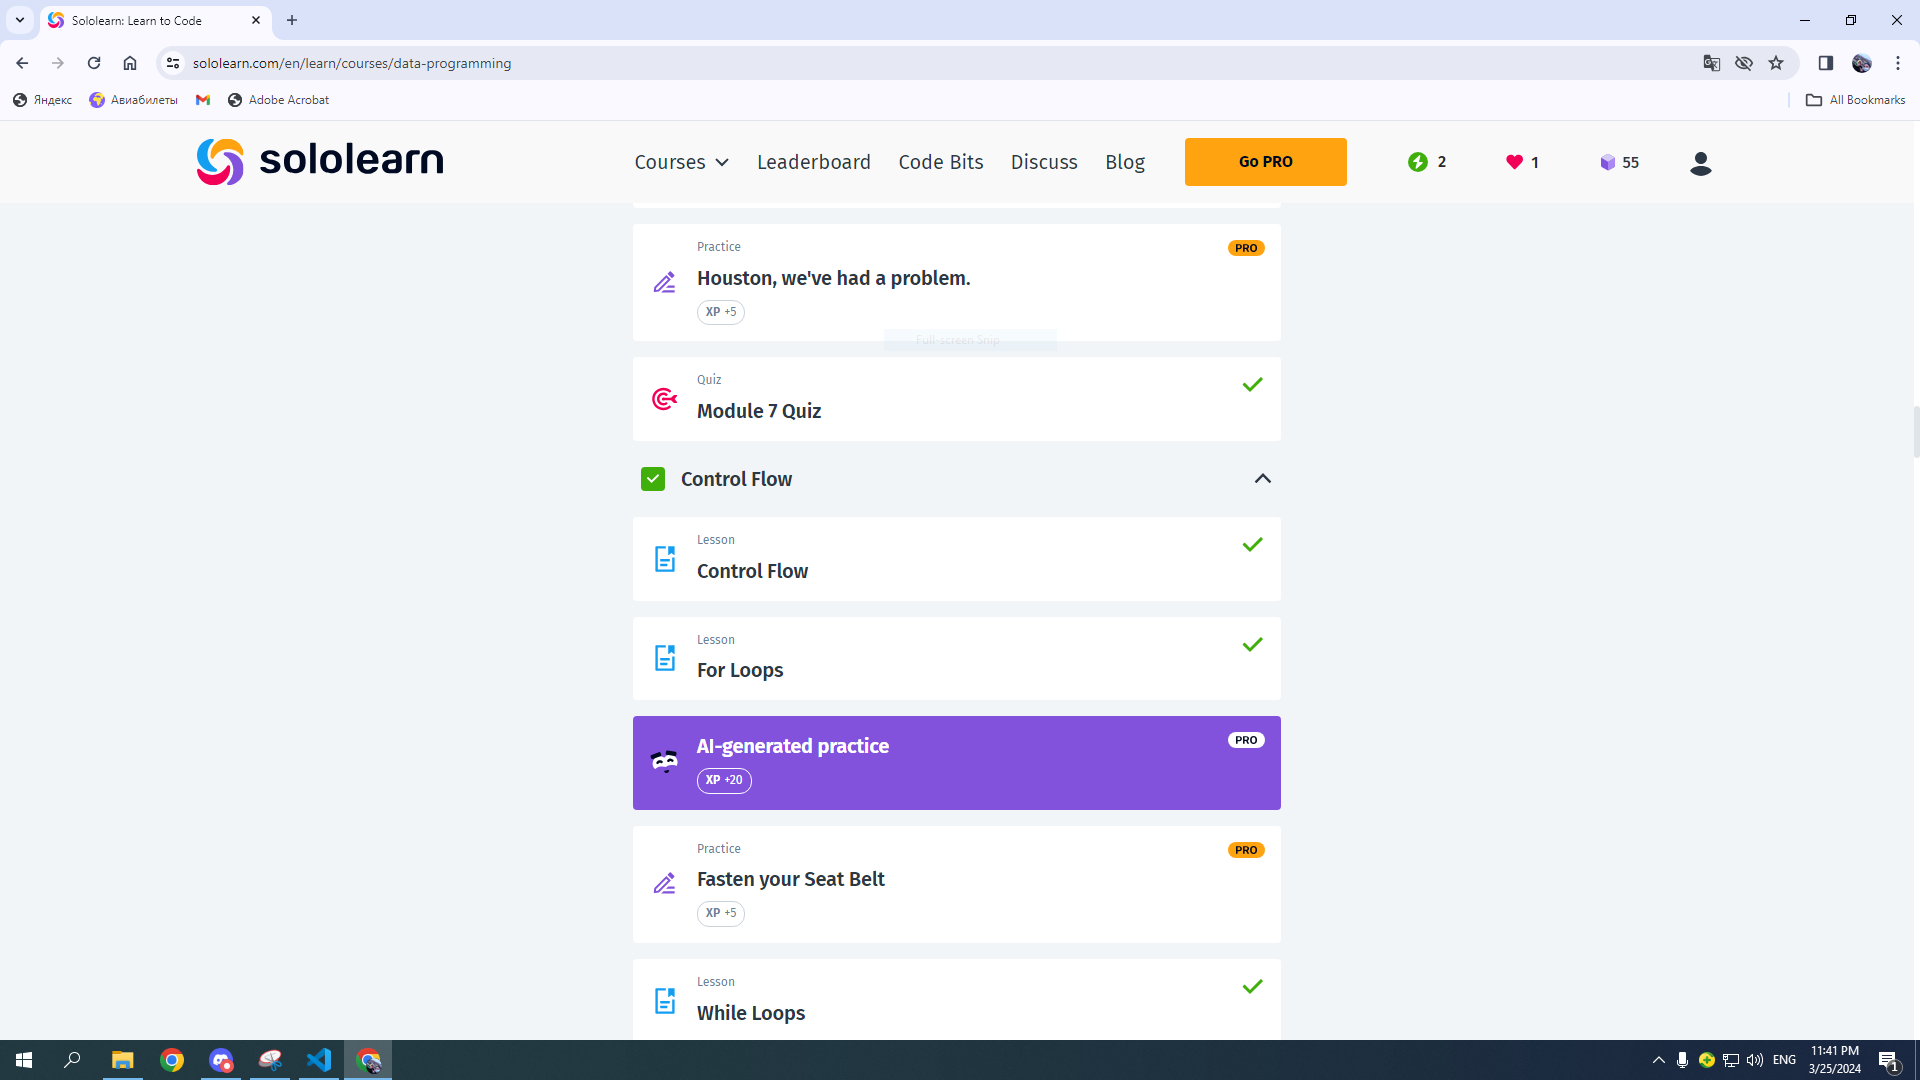 Sololearn: Learn to Code
sololearn.com/en/learn/courses/data-programming
Яндекс
Авиабилеты
Adobe Acrobat
All Bookmarks
sololearn
Courses
Leaderboard
Code Bits
Discuss
Blog
Go PRO
2
1
55
Practice
PRO
Houston, we've had a problem.
XP +5
Full-screen Snip
Quiz
Module 7 Quiz
Control Flow
Lesson
Control Flow
Lesson
For Loops
AI-generated practice
PRO
XP +20
Practice
PRO
Fasten your Seat Belt
XP +5
Lesson
While Loops
ENG
11:41 PM
3/25/2024
1